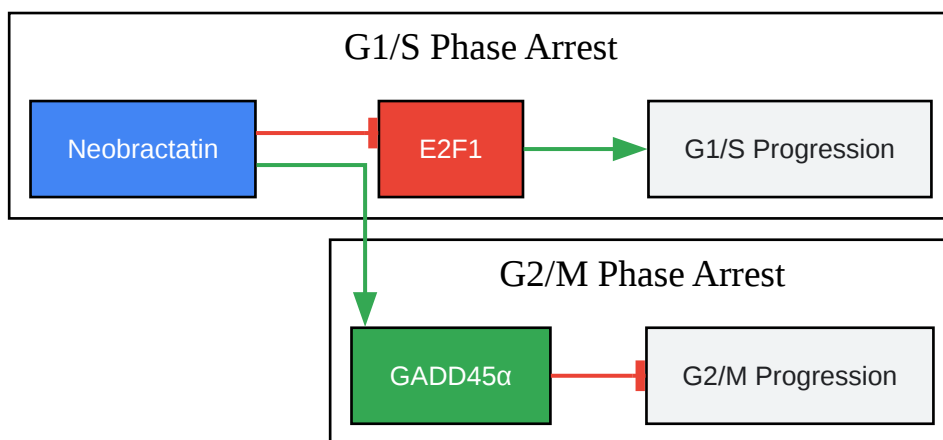 G1/S Phase Arrest
Neobractatin
E2F1
G1/S Progression
G2/M Phase Arrest
GADD45α
G2/M Progression